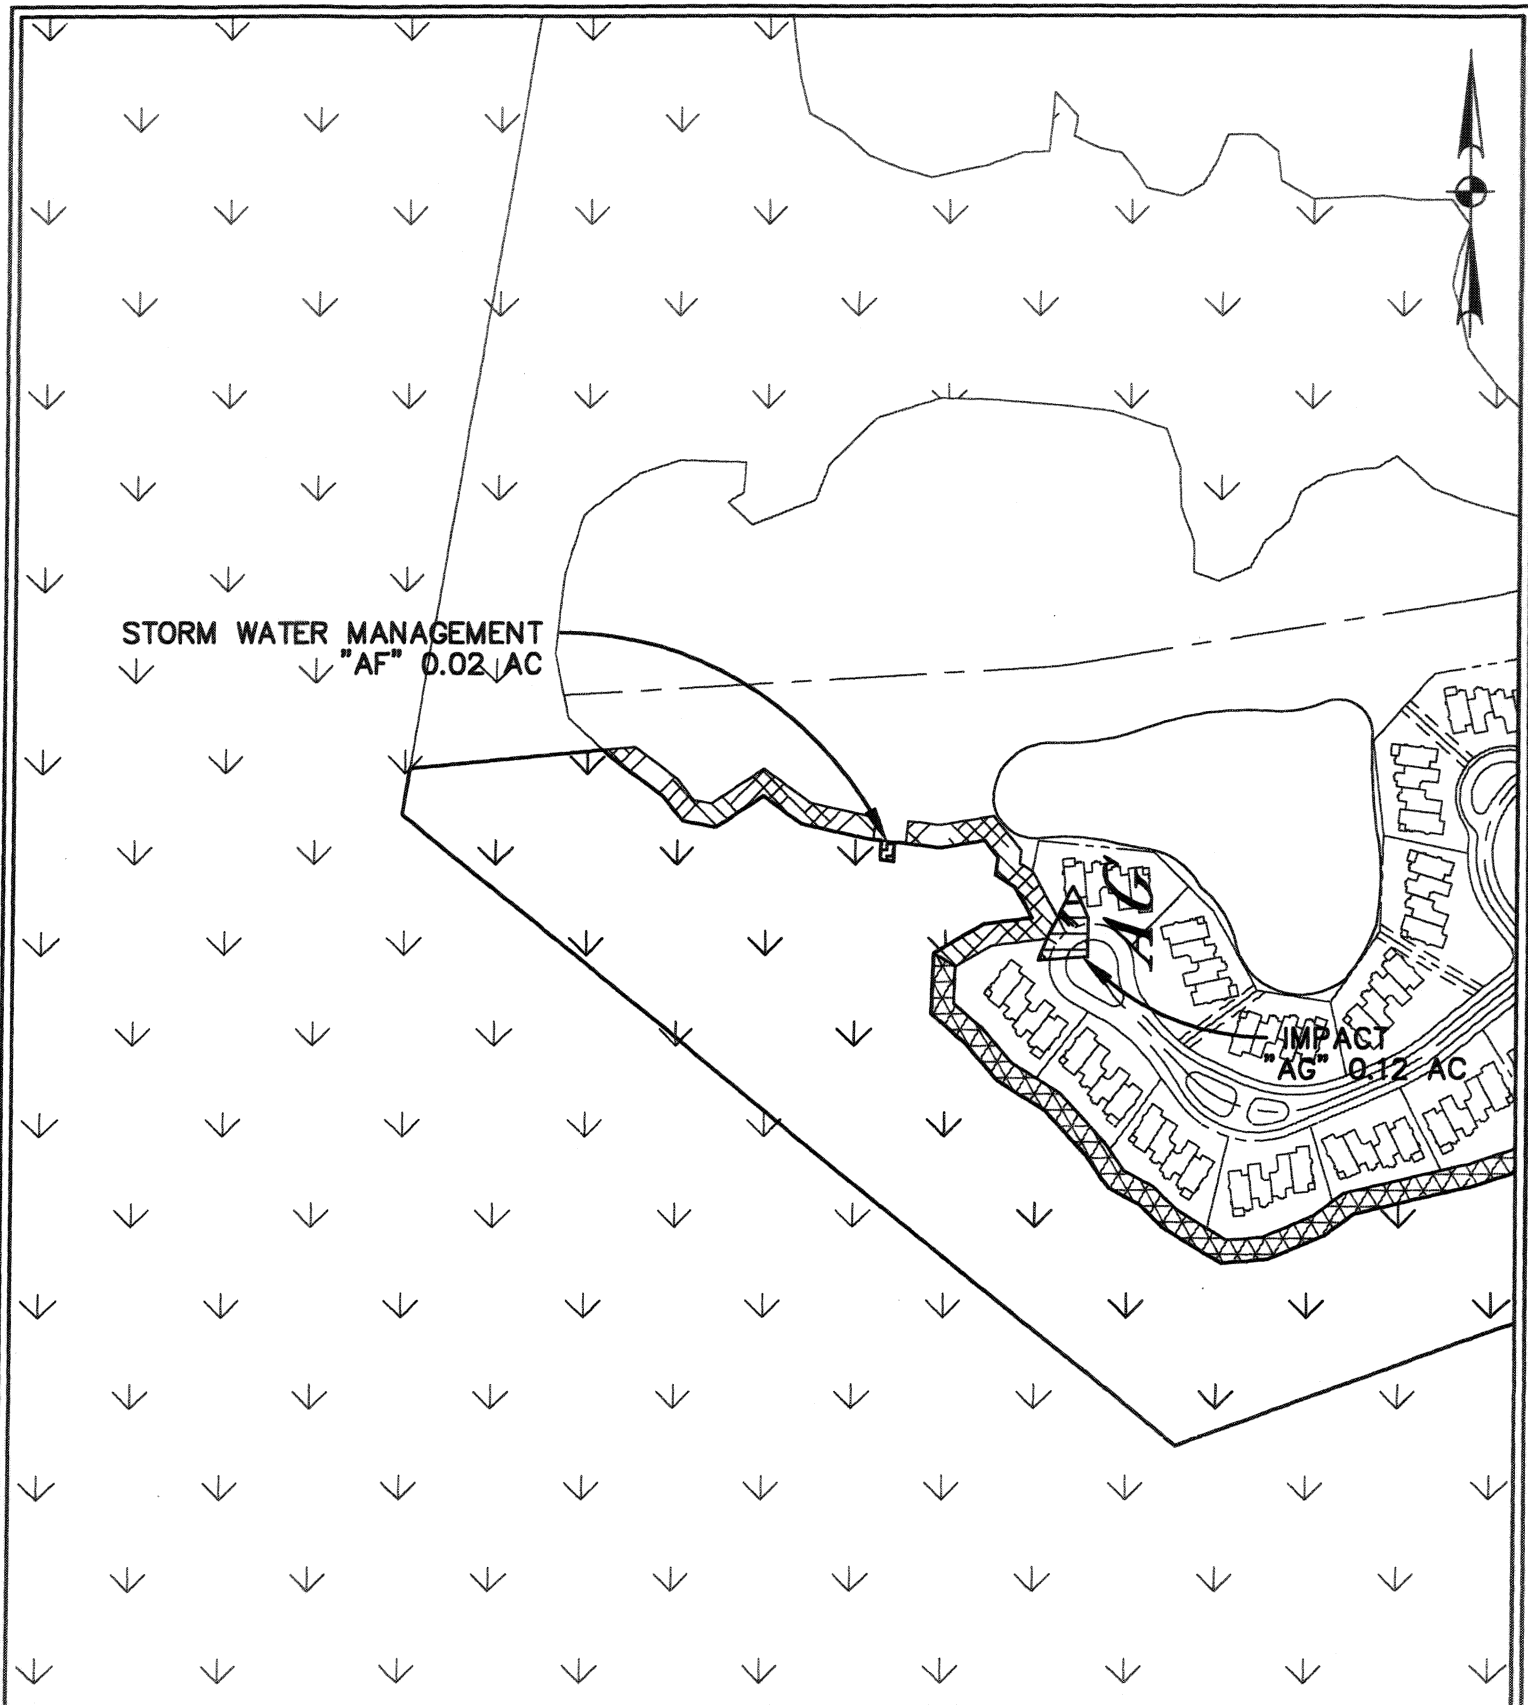 STORM WATER MANAGEMENT
"AF" 0.02 AC
AG
IMPACT
"AG" 0.12 AC